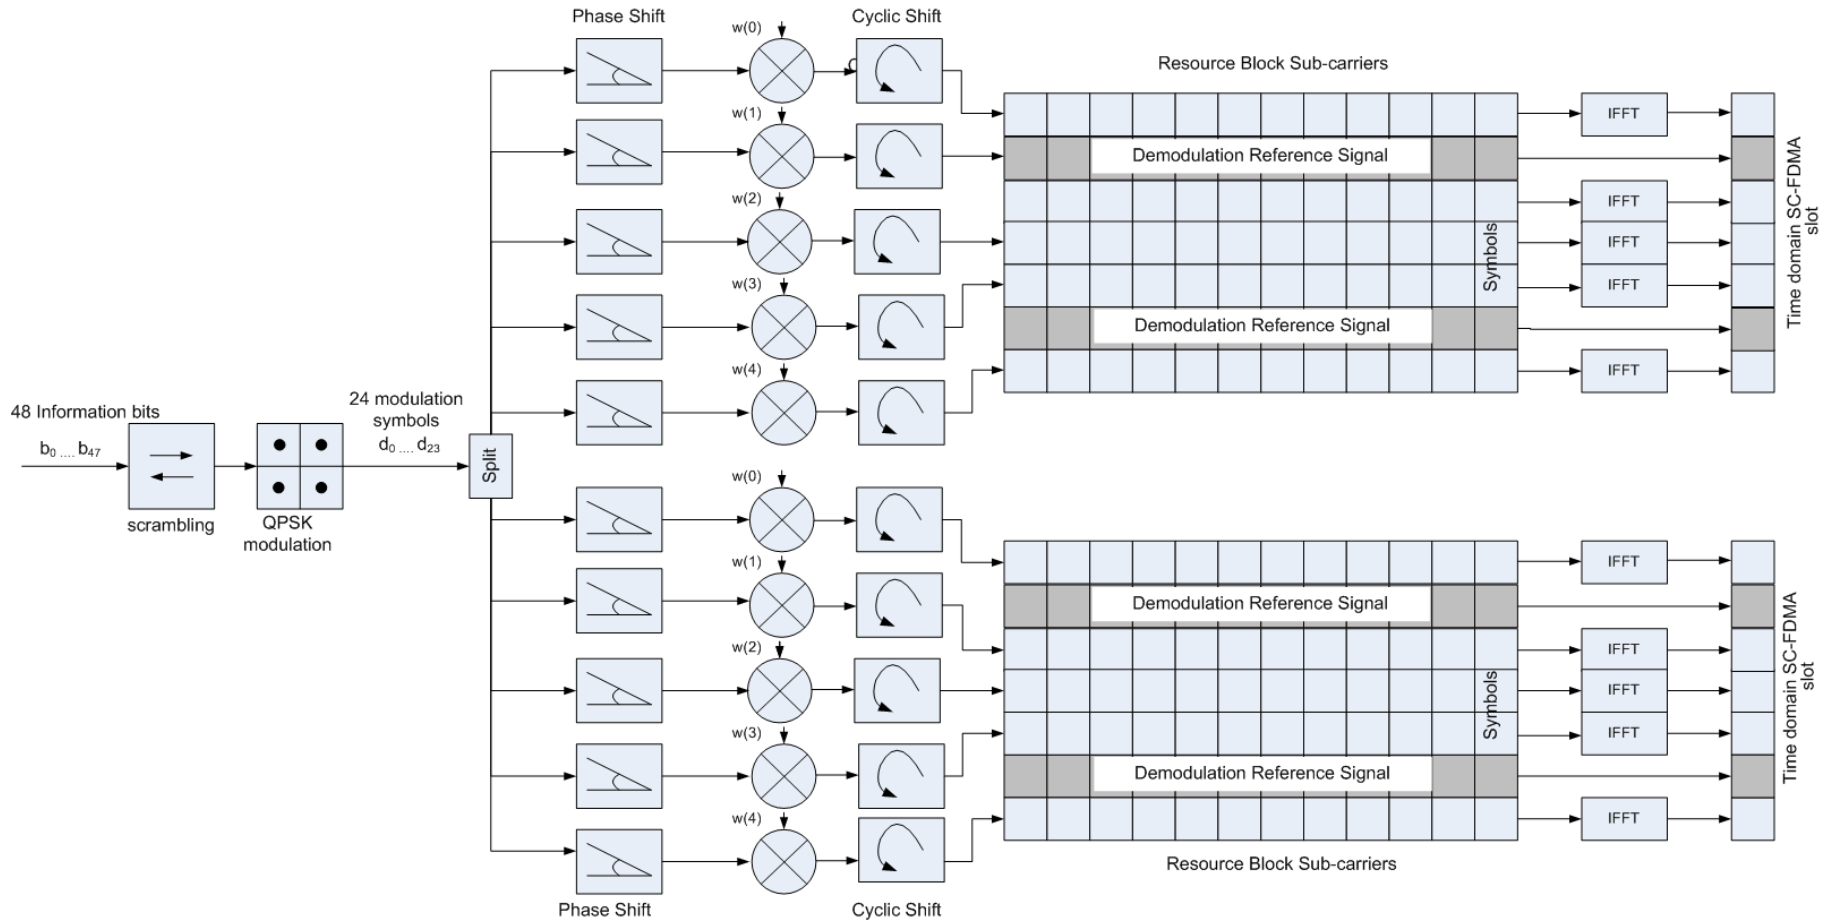 Phase Shift
w(0)
Cyclic Shift
Resource Block Sub-carriers
w(1)
IFFT
Demodulation Reference Signal
w(2)
IFFT
IFFT
Symbols
w(3)
IFFT
Demodulation Reference Signal
w(4)
IFFT
Time domain SC-FDMA
slot
48 Information bits
b0 .... b47
scrambling
QPSK
modulation
24 modulation
symbols
d0 .... d23
Split
w(0)
w(1)
IFFT
Demodulation Reference Signal
w(2)
IFFT
IFFT
Symbols
w(3)
IFFT
Demodulation Reference Signal
w(4)
IFFT
Time domain SC-FDMA
slot
Resource Block Sub-carriers
Phase Shift
Cyclic Shift